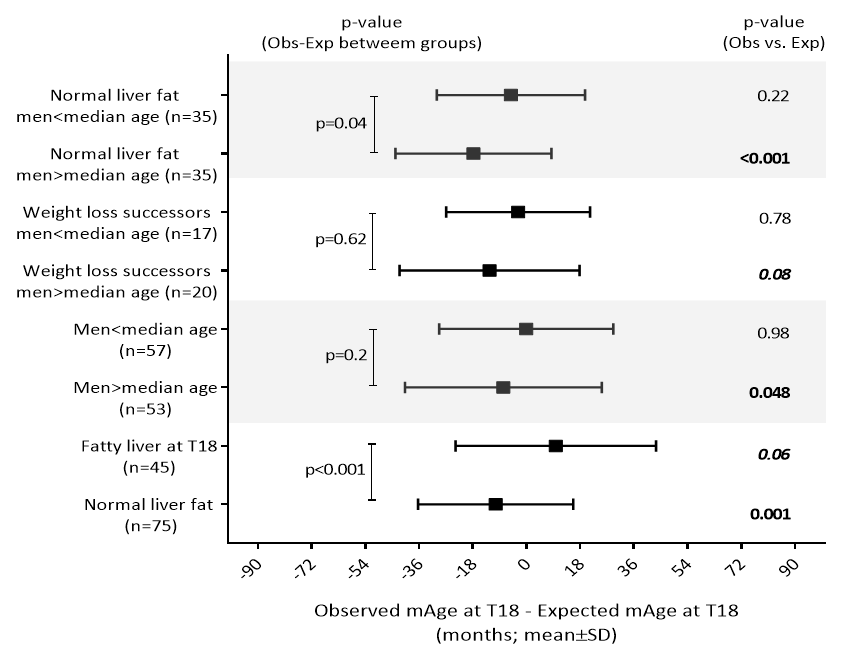 p-value
(Obs-Exp betweem groups)
p-value
(Obs vs. Exp)
Normal liver fat
men<median age (n=35)
p=0.04
0.22
Normal liver fat
men>median age (n=35)
<0.001
Weight loss successors
men<median age (n=17)
p=0.62
0.78
Weight loss successors
men>median age (n=20)
0.08
Men<median age
(n=57)
p=0.2
0.98
Men>median age
(n=53)
0.048
Fatty liver at T18
(n=45)
p<0.001
0.06
Normal liver fat
(n=75)
0.001
-90 -72 -54 -36 -18 0 18 36 54 72 90
Observed mAge at T18 - Expected mAge at T18
(months; mean±SD)